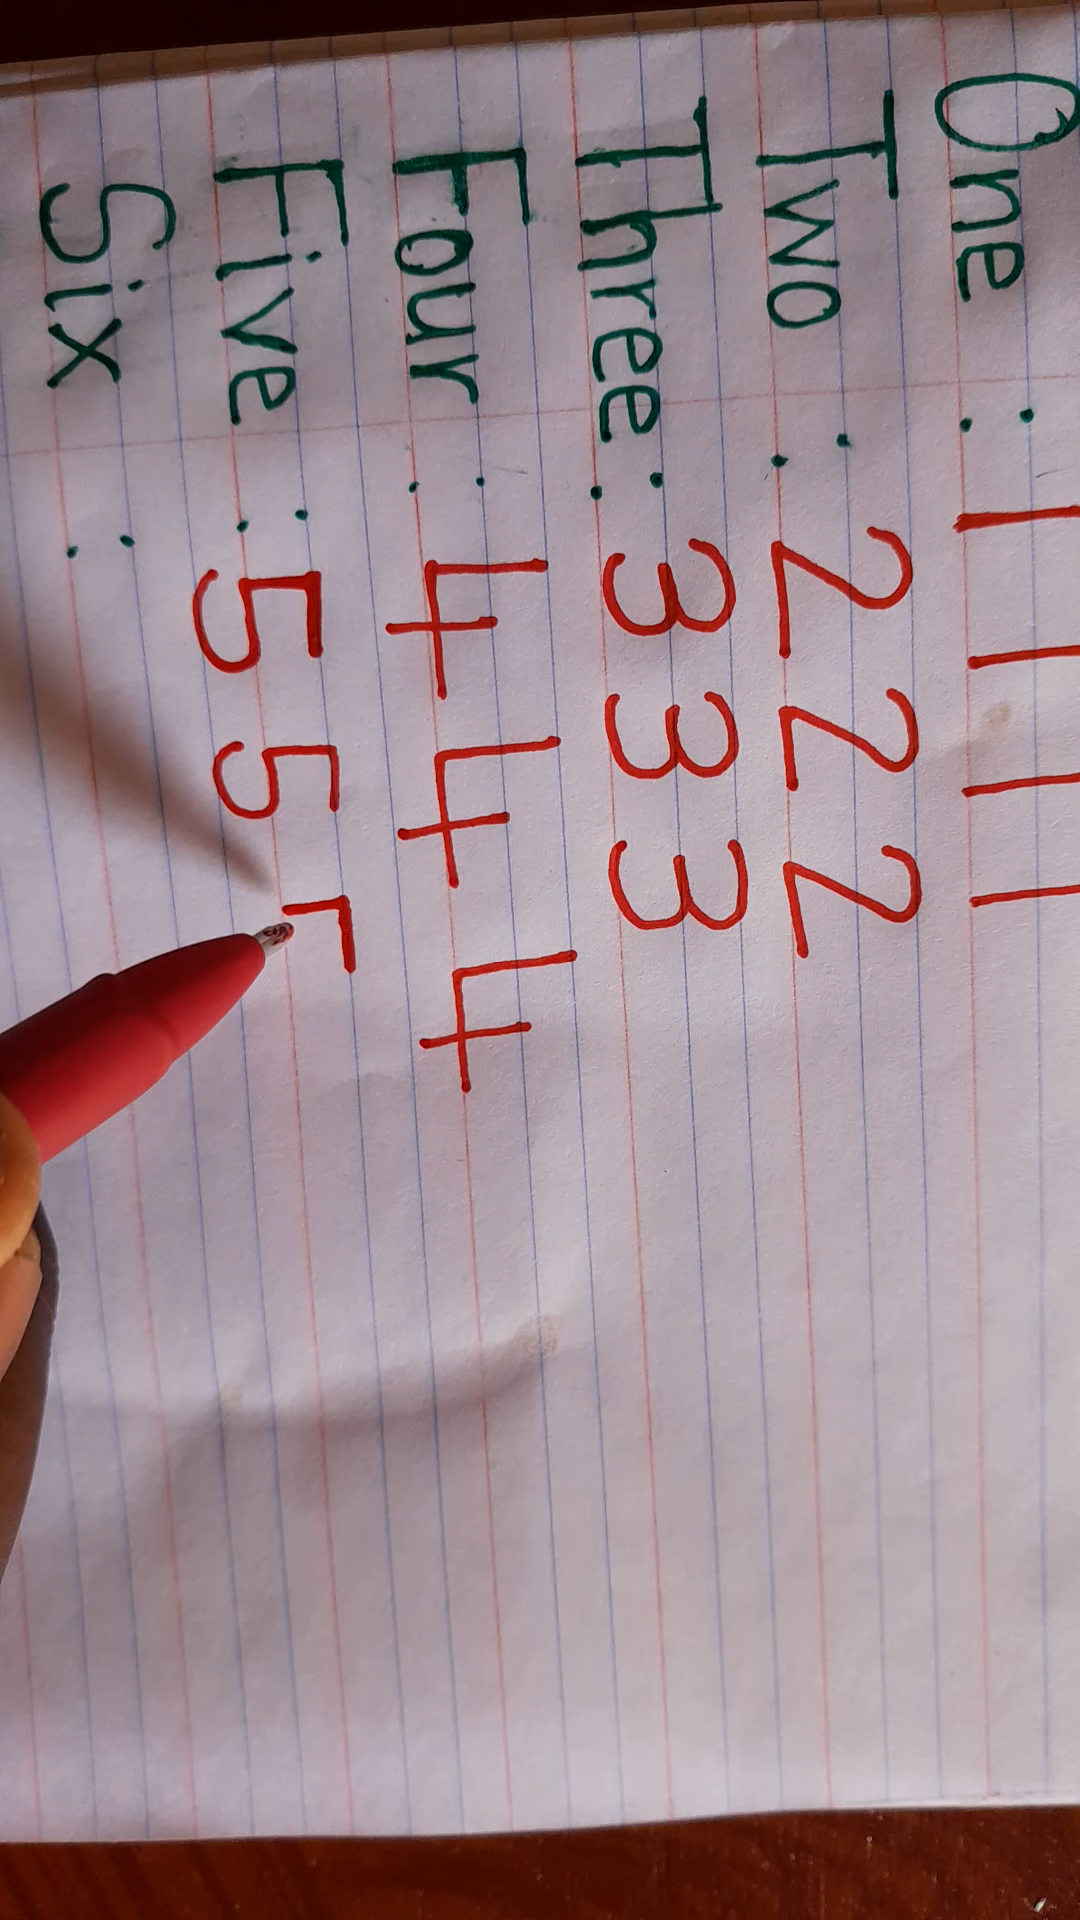 One : 1 1 1 1
Two : 2 2 2
Three : 3 3 3
Four : 4 4 4
Five : 5 5
Six :